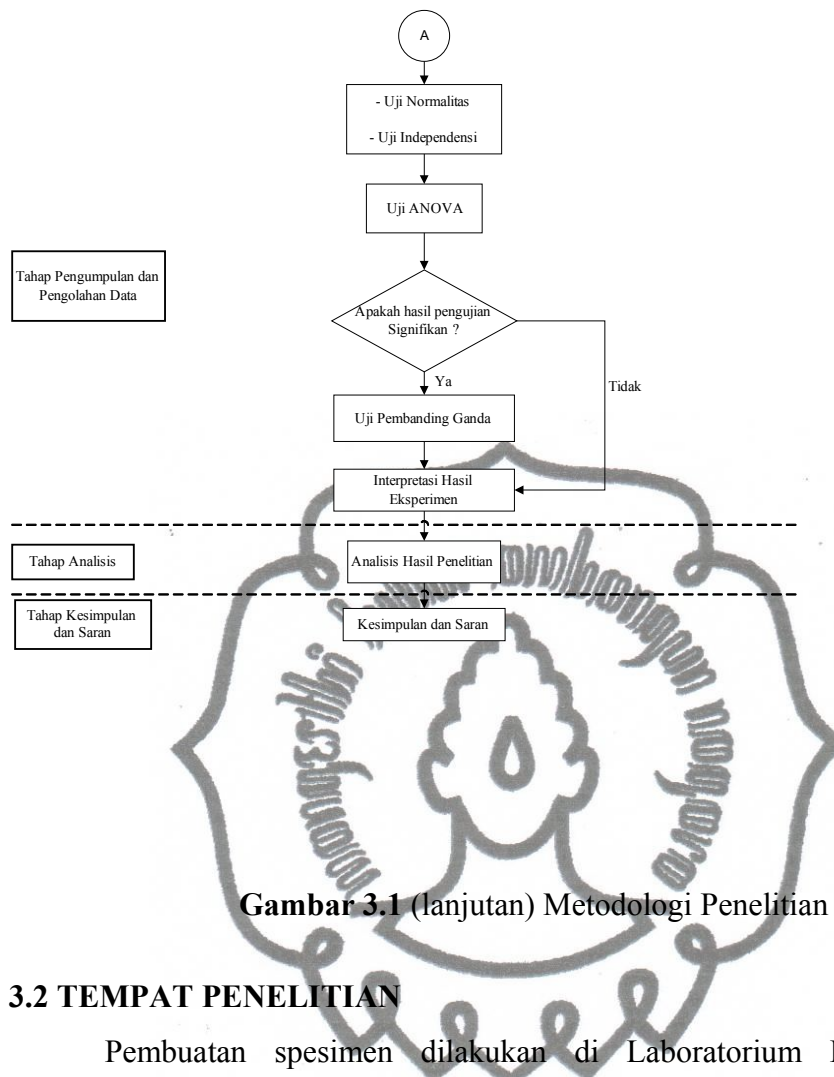 A
- Uji Normalitas
- Uji Independensi
Uji ANOVA
Tahap Pengumpulan dan
Pengolahan Data
Apakah hasil pengujian
Signifikan ?
Ya
Tidak
Uji Pembanding Ganda
Interpretasi Hasil
Eksperimen
Tahap Analisis
Analisis Hasil Penelitian
Tahap Kesimpulan
dan Saran
Kesimpulan dan Saran
Gambar 3.1 (lanjutan) Metodologi Penelitian
3.2 TEMPAT PENELITIAN
Pembuatan spesimen dilakukan di Laboratorium